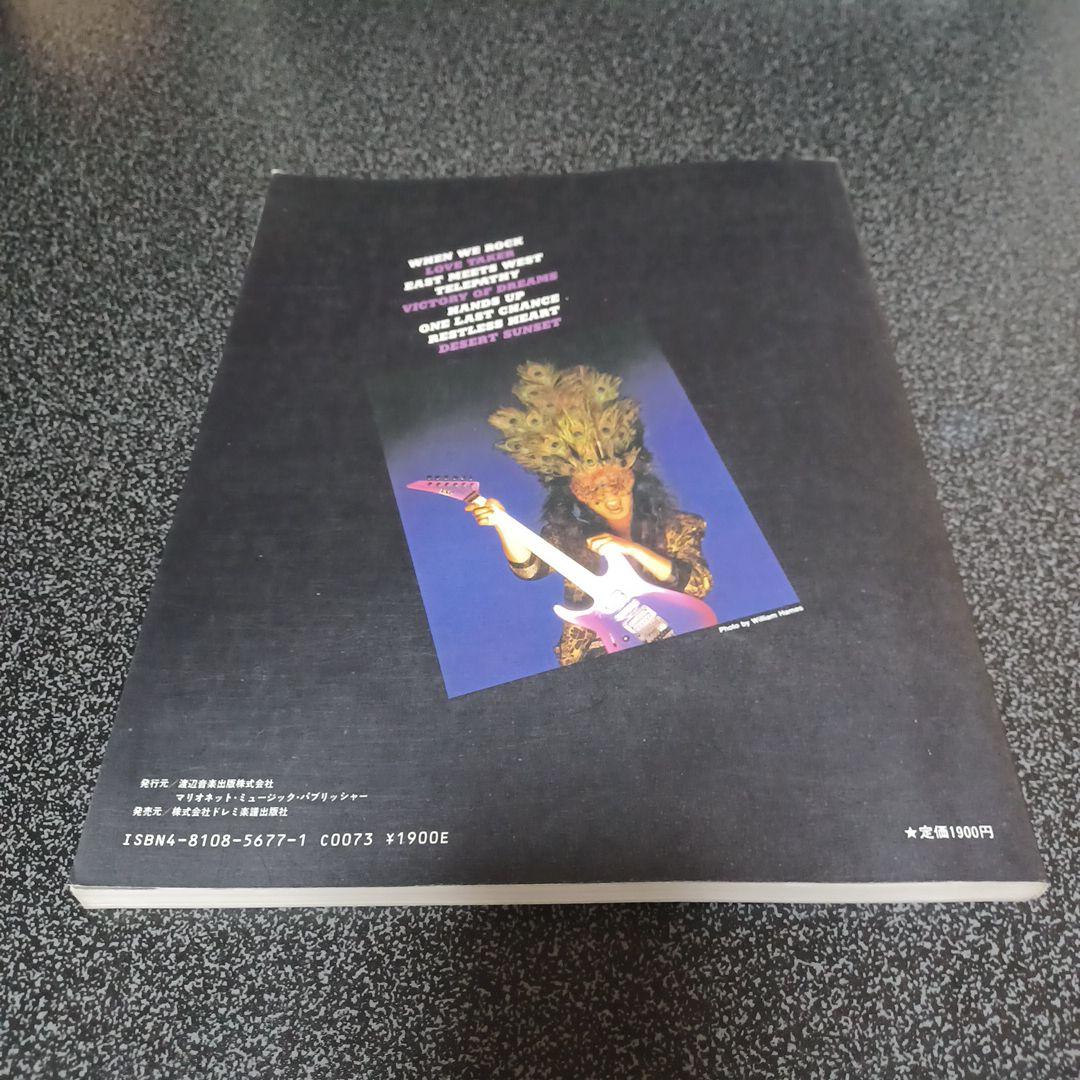 WHEN WE ROCK
LOVE TAKER
EAST MEETS WEST
TELEPATHY
VICTORY OF DREAMS
HANDS UP
ONE LAST CHANCE
RESTLESS HEART
DESERT SUNSET
Photo by William Hames
発行元／渡辺音楽出版株式会社
マリオネット・ミュージック・パブリッシャー
発売元／株式会社ドレミ楽譜出版社
ISBN4-8108-5677-1 C0073 ¥1900E
★定価1900円